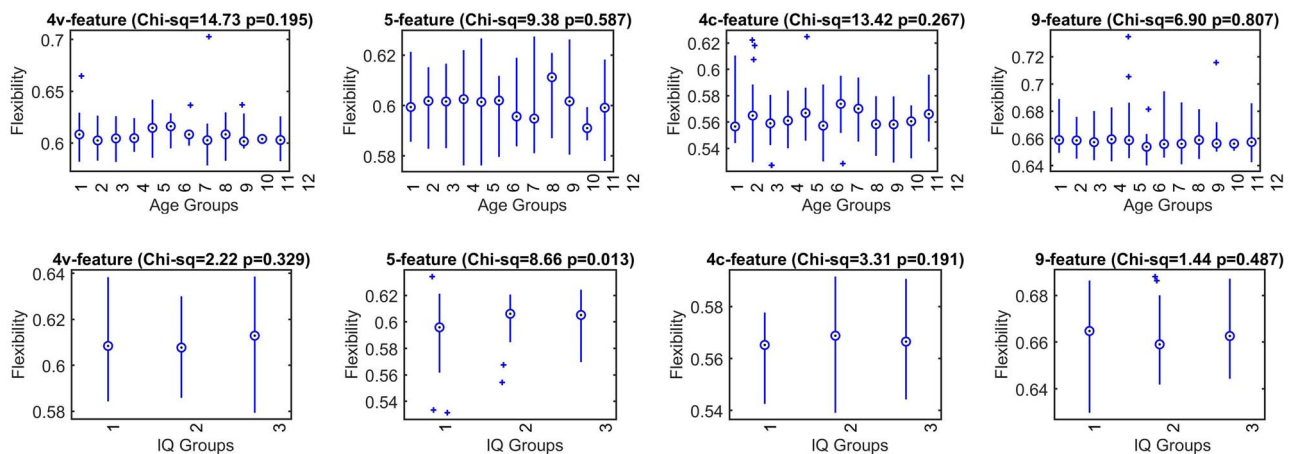 4v-feature (Chi-sq=14.73 p=0.195)
0.7
0.65
0.6
Flexibility
1 2 3 4 5 6 7 8 9 10 11 12
Age Groups
5-feature (Chi-sq=9.38 p=0.587)
0.62
0.6
0.58
Flexibility
1 2 3 4 5 6 7 8 9 10 11 12
Age Groups
4c-feature (Chi-sq=13.42 p=0.267)
0.62
0.6
0.58
0.56
0.54
Flexibility
1 2 3 4 5 6 7 8 9 10 11 12
Age Groups
9-feature (Chi-sq=6.90 p=0.807)
0.72
0.7
0.68
0.66
0.64
Flexibility
1 2 3 4 5 6 7 8 9 10 11 12
Age Groups
4v-feature (Chi-sq=2.22 p=0.329)
0.64
0.62
0.6
0.58
Flexibility
1 2 3
IQ Groups
5-feature (Chi-sq=8.66 p=0.013)
0.62
0.6
0.58
0.56
0.54
Flexibility
1 2 3
IQ Groups
4c-feature (Chi-sq=3.31 p=0.191)
0.58
0.56
0.54
Flexibility
1 2 3
IQ Groups
9-feature (Chi-sq=1.44 p=0.487)
0.68
0.66
0.64
Flexibility
1 2 3
IQ Groups